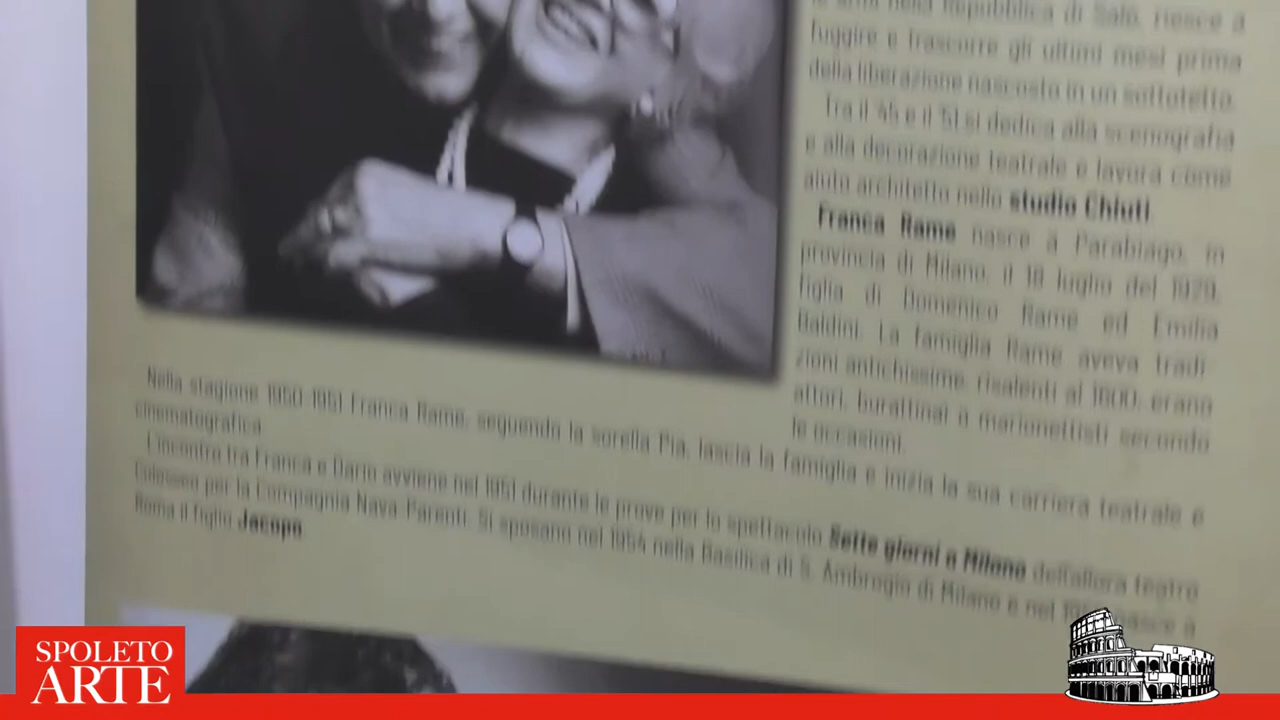 le armi nella Repubblica di Salò, riesce a
fuggire e trascorre gli ultimi mesi prima
della liberazione nascosto in un sottotetto.
Tra il '45 e il '51 si dedica alla scenografia
e alla decorazione teatrale e lavora come
aiuto architetto nello studio Chiuti.
Franca Rame nasce a Parabiago, in
provincia di Milano, il 18 luglio del 1929,
figlia di Domenico Rame ed Emilia
Baldini. La famiglia Rame aveva tradi-
zioni antichissime, risalenti al 1600, erano
attori, burattinai o marionettisti secondo
le occasioni.
Nella stagione 1950-1951 Franca Rame, seguendo la sorella Pia, lascia la famiglia e inizia la sua carriera teatrale e
cinematografica.
L'incontro tra Franca e Dario avviene nel 1951 durante le prove per lo spettacolo Sette giorni a Milano dell'allora teatro
Colosseo per la Compagnia Nava-Parenti. Si sposano nel 1954 nella Basilica di S. Ambrogio di Milano e nel nasce a
Roma il figlio Jacopo
SPOLETO
ARTE